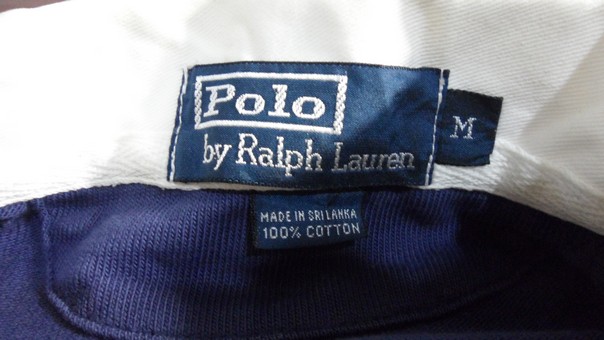 Polo
by Ralph Lauren
M
MADE IN SRI LANKA
100% COTTON